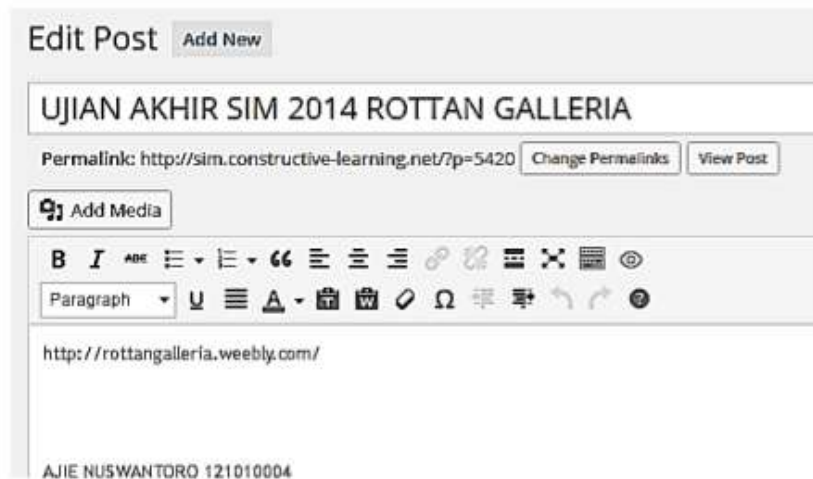 Edit Post Add New
UJIAN AKHIR SIM 2014 ROTTAN GALLERIA
Permalink: http://sim.constructive-learning.net/?p=5420 Change Permalinks View Post
Add Media
B I ABE
Paragraph U A T W Ω
http://rottangalleria.weebly.com/
AJIE NUSWANTORO 121010004